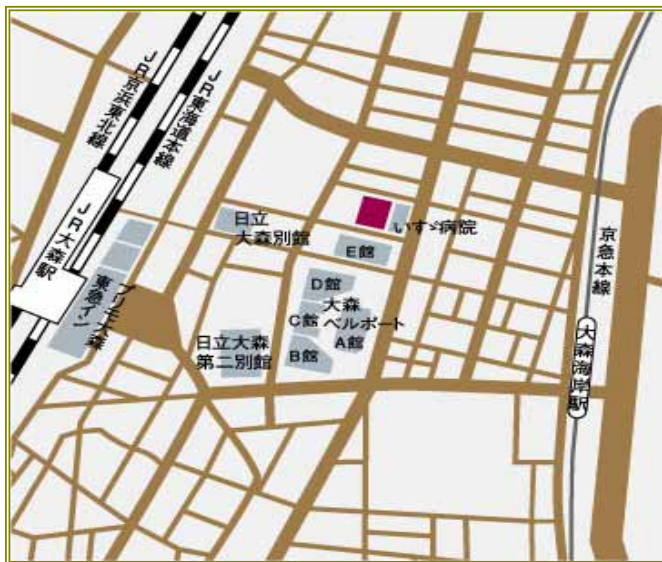 JR京浜東北線
JR東海道本線
JR大森駅
プリモ大森
東急イン
日立
大森別館
いすゞ病院
E館
D館
大森
ベルポート
C館
A館
B館
日立大森
第二別館
京急本線
大森海岸駅